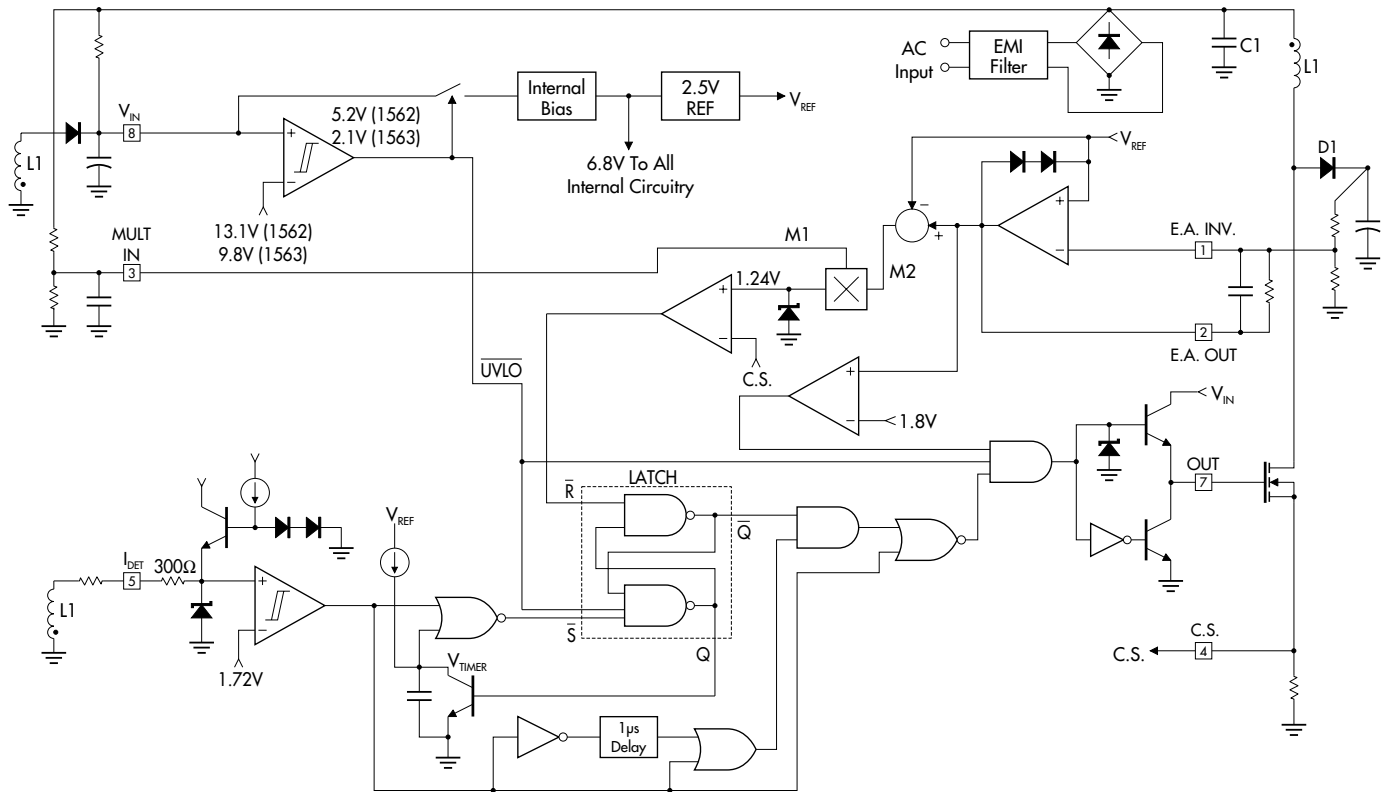 AC
Input
EMI
Filter
C1
L1
V_IN
8
5.2V (1562)
2.1V (1563)
Internal
Bias
2.5V
REF
V_REF
6.8V To All
Internal Circuitry
L1
13.1V (1562)
9.8V (1563)
MULT
IN
3
V_REF
D1
−
+
+
−
+
−
M1
M2
E.A. INV.
1
2
E.A. OUT
1.24V
+
−
C.S.
UVLO
+
−
1.8V
V_IN
OUT
7
LATCH
R
Q
V_REF
I_DET
5
300Ω
L1
+
−
1.72V
S
Q
V_TIMER
C.S.
C.S.
4
1µs
Delay